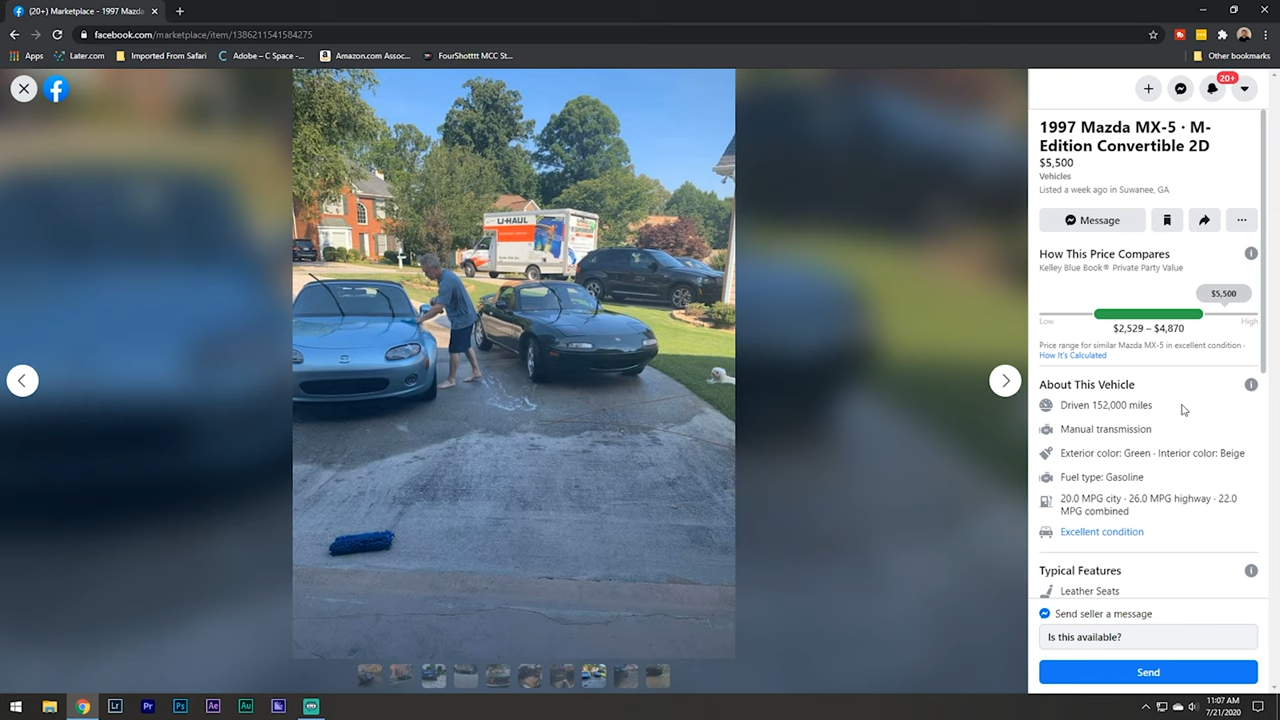 (20+) Marketplace - 1997 Mazda
facebook.com/marketplace/item/1386211541584275
Apps
Later.com
Imported From Safari
Adobe – C Space -...
Amazon.com Assoc...
FourShotttt MCC St...
Other bookmarks
20+
1997 Mazda MX-5 · M-
Edition Convertible 2D
$5,500
Vehicles
Listed a week ago in Suwanee, GA
Message
How This Price Compares
Kelley Blue Book® Private Party Value
$5,500
Low
High
$2,529 – $4,870
Price range for similar Mazda MX-5 in excellent condition ·
How It's Calculated
About This Vehicle
Driven 152,000 miles
Manual transmission
Exterior color: Green · Interior color: Beige
Fuel type: Gasoline
20.0 MPG city · 26.0 MPG highway · 22.0
MPG combined
Excellent condition
Typical Features
Leather Seats
Send seller a message
Is this available?
Send
U-HAUL
Lr
Pr
Ps
Ae
Au
11:07 AM
7/21/2020